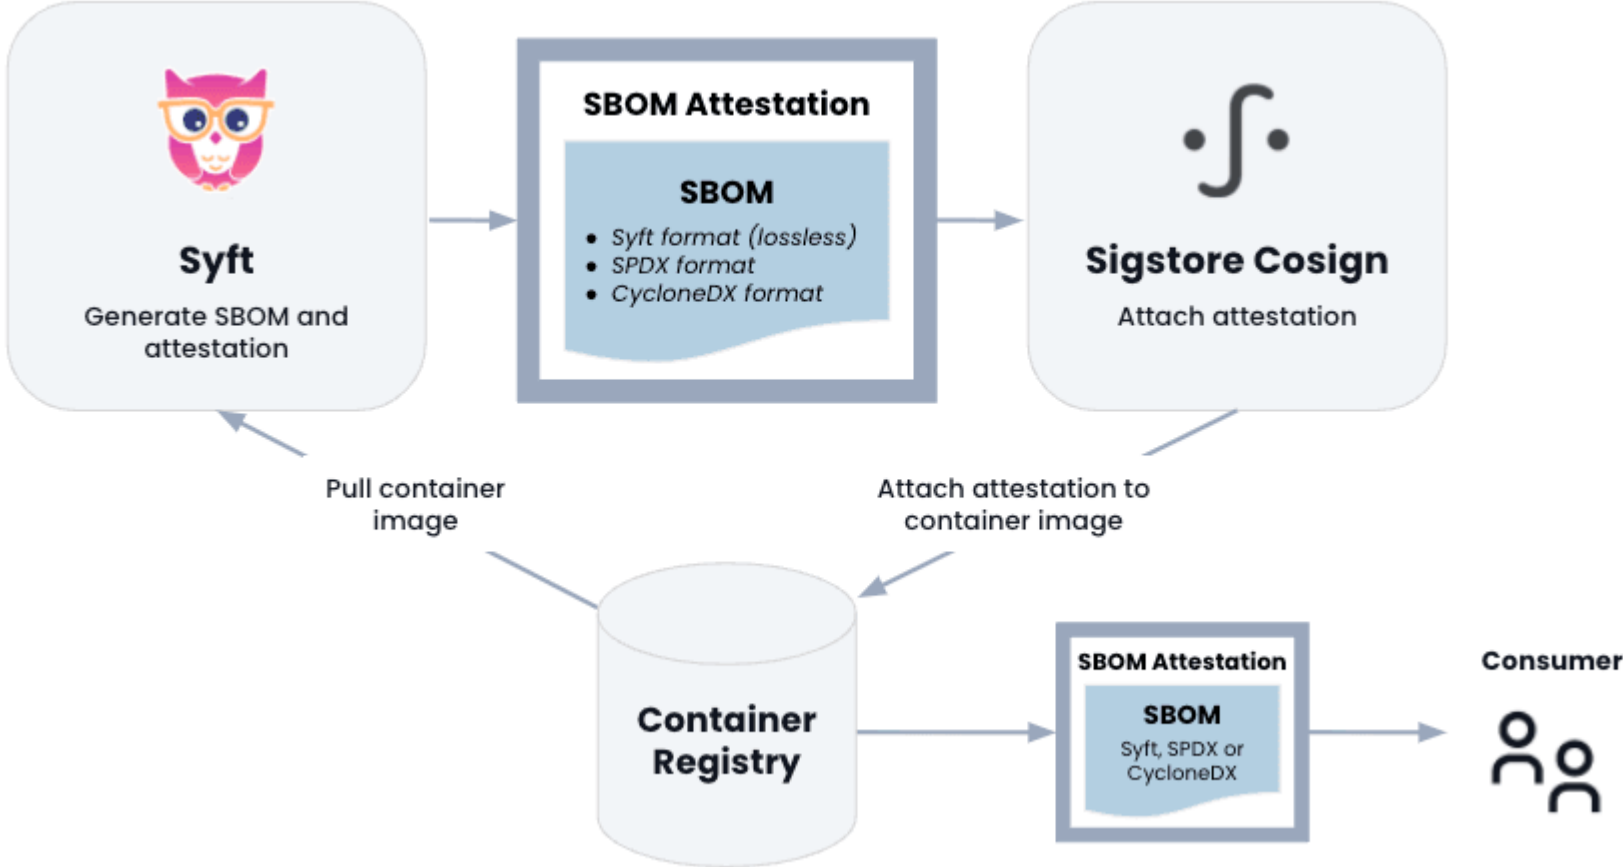 SBOM Attestation
SBOM
• Syft format (lossless)
• SPDX format
• CycloneDX format
Syft
Generate SBOM and
attestation
Sigstore Cosign
Attach attestation
Pull container
image
Attach attestation to
container image
Container
Registry
SBOM Attestation
SBOM
Syft, SPDX or
CycloneDX
Consumer